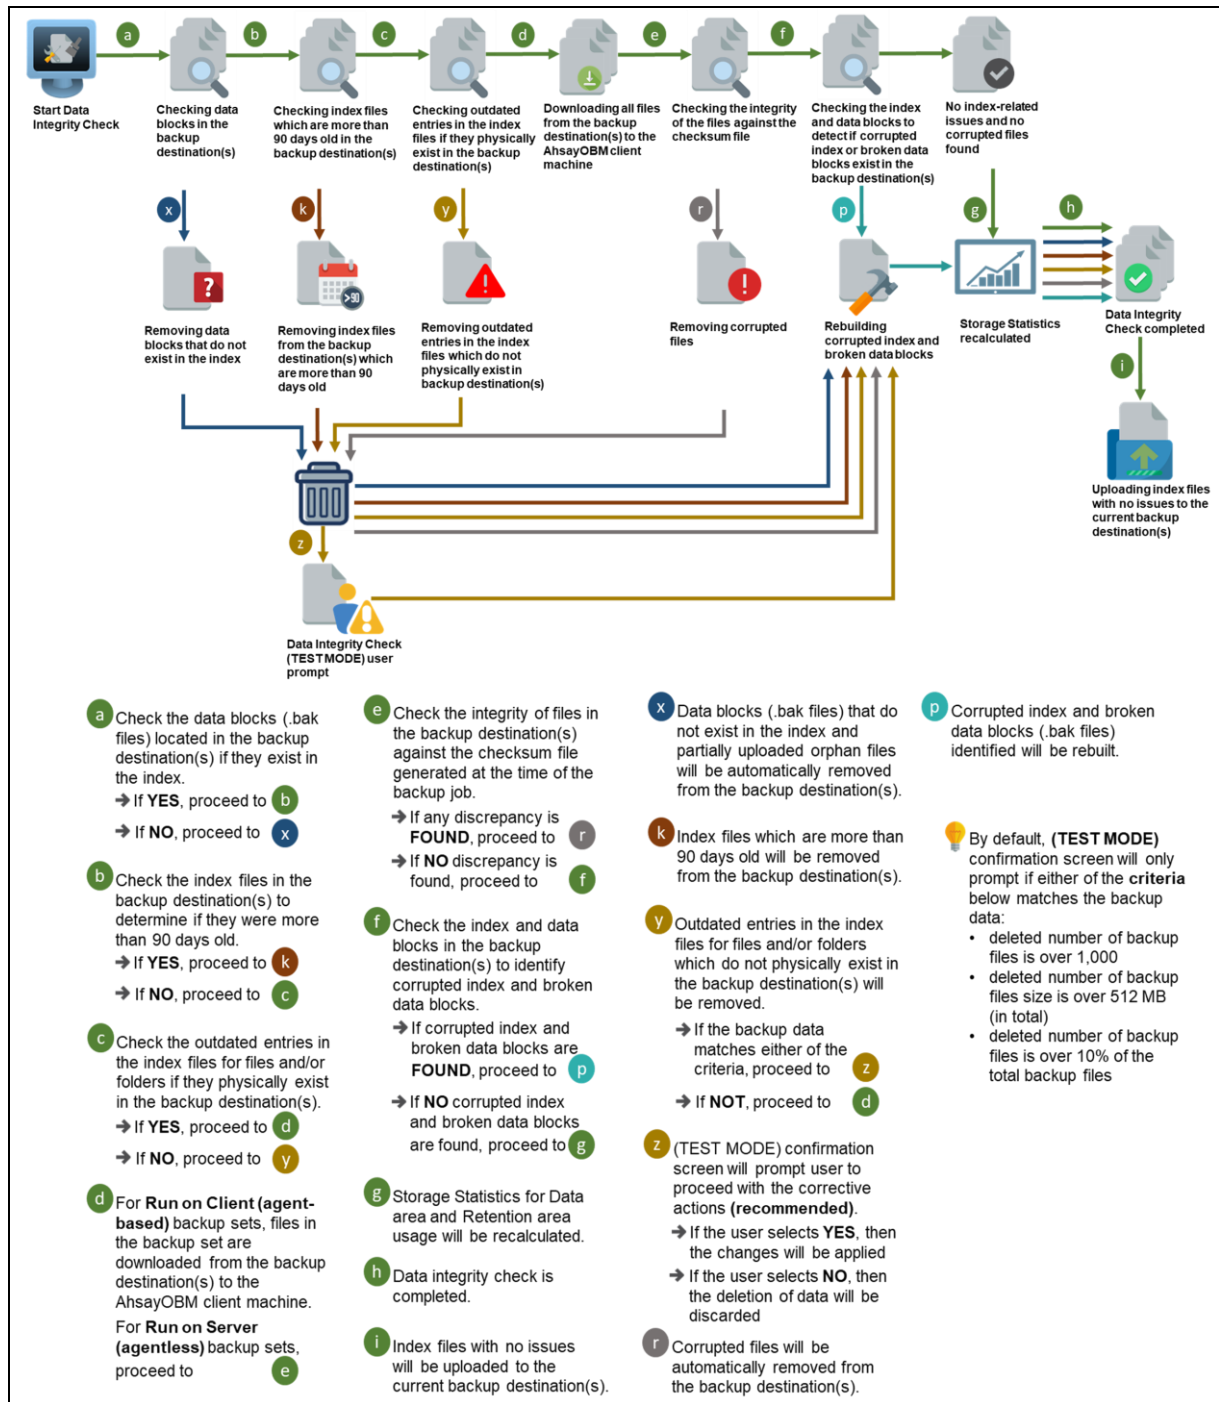 a
b
c
d
e
f
Start Data
Integrity Check
Checking data
blocks in the
backup
destination(s)
Checking index files
which are more than
90 days old in the
backup destination(s)
Checking outdated
entries in the index
files if they physically
exist in the backup
destination(s)
Downloading all files
from the backup
destination(s) to the
AhsayOBM client
machine
Checking the integrity
of the files against the
checksum file
Checking the index
and data blocks to
detect if corrupted
index or broken data
blocks exist in the
backup destination(s)
No index-related
issues and no
corrupted files
found
x
k
y
r
p
g
h
?
>90
!
!
Removing data
blocks that do not
exist in the index
Removing index files
from the backup
destination(s) which
are more than 90
days old
Removing outdated
entries in the index
files which do not
physically exist in
backup destination(s)
Removing corrupted
files
Rebuilding
corrupted index and
broken data blocks
Storage Statistics
recalculated
Data Integrity
Check completed
i
Uploading index files
with no issues to the
current backup
destination(s)
z
!
Data Integrity Check
(TEST MODE) user
prompt
a Check the data blocks (.bak
files) located in the backup
destination(s) if they exist in
the index.
➔ If YES, proceed to b
➔ If NO, proceed to x
b Check the index files in the
backup destination(s) to
determine if they were more
than 90 days old.
➔ If YES, proceed to k
➔ If NO, proceed to c
c Check the outdated entries in
the index files for files and/or
folders if they physically exist
in the backup destination(s).
➔ If YES, proceed to d
➔ If NO, proceed to y
d For Run on Client (agent-
based) backup sets, files in
the backup set are
downloaded from the backup
destination(s) to the
AhsayOBM client machine.
For Run on Server
(agentless) backup sets,
proceed to e
e Check the integrity of files in
the backup destination(s)
against the checksum file
generated at the time of the
backup job.
➔ If any discrepancy is
FOUND, proceed to r
➔ If NO discrepancy is
found, proceed to f
f Check the index and data
blocks in the backup
destination(s) to identify
corrupted index and broken
data blocks.
➔ If corrupted index and
broken data blocks are
FOUND, proceed to p
➔ If NO corrupted index
and broken data blocks
are found, proceed to g
g Storage Statistics for Data
area and Retention area
usage will be recalculated.
h Data integrity check is
completed.
i Index files with no issues
will be uploaded to the
current backup destination(s).
x Data blocks (.bak files) that do
not exist in the index and
partially uploaded orphan files
will be automatically removed
from the backup destination(s).
k Index files which are more than
90 days old will be removed
from the backup destination(s).
y Outdated entries in the index
files for files and/or folders
which do not physically exist in
the backup destination(s) will
be removed.
➔ If the backup data
matches either of the
criteria, proceed to z
➔ If NOT, proceed to d
z (TEST MODE) confirmation
screen will prompt user to
proceed with the corrective
actions (recommended).
➔ If the user selects YES, then
the changes will be applied
➔ If the user selects NO, then
the deletion of data will be
discarded
r Corrupted files will be
automatically removed from
the backup destination(s).
p Corrupted index and broken
data blocks (.bak files)
identified will be rebuilt.
By default, (TEST MODE)
confirmation screen will only
prompt if either of the criteria
below matches the backup
data:
• deleted number of backup
files is over 1,000
• deleted number of backup
files size is over 512 MB
(in total)
• deleted number of backup
files is over 10% of the
total backup files